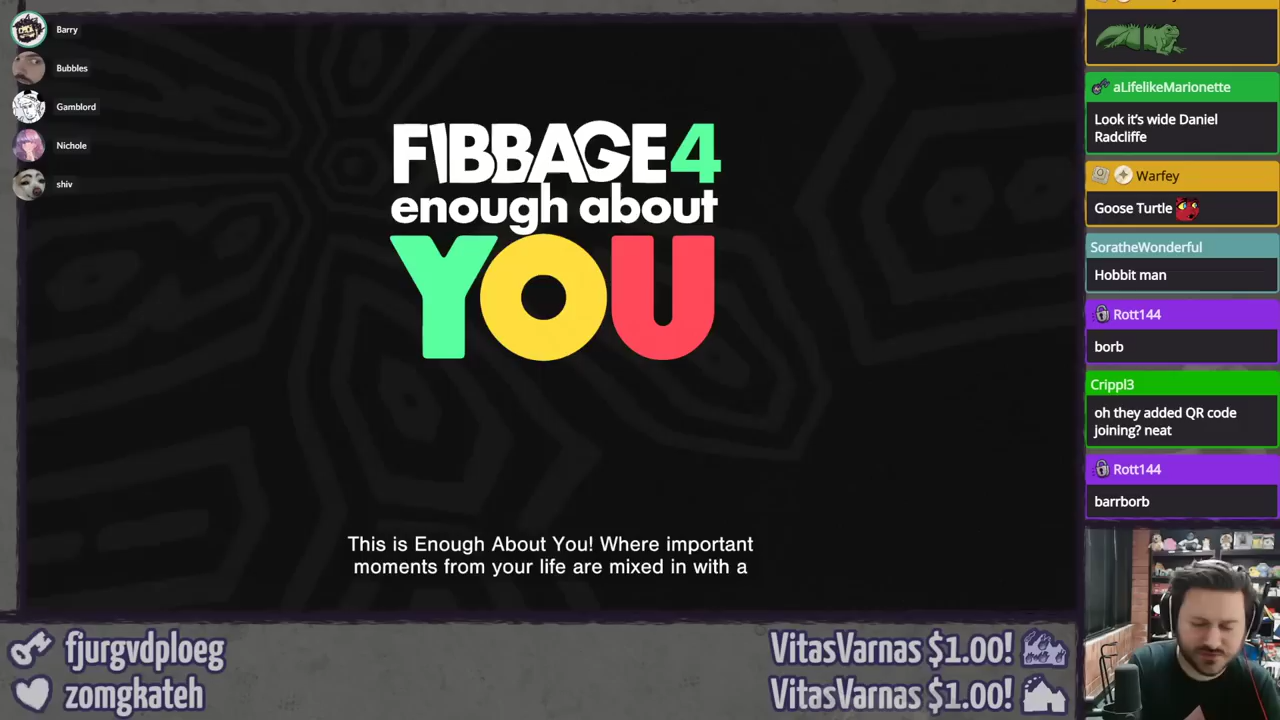 Barry
Bubbles
Gamblord
Nichole
shiv
FIBBAGE 4
enough about
YOU
This is Enough About You! Where important
moments from your life are mixed in with a
aLifelikeMarionette
Look it's wide Daniel
Radcliffe
Warfey
Goose Turtle
SoratheWonderful
Hobbit man
Rott144
borb
Crippl3
oh they added QR code
joining? neat
Rott144
barrborb
fjurgvdploeg
zomgkateh
VitasVarnas $1.00!
VitasVarnas $1.00!